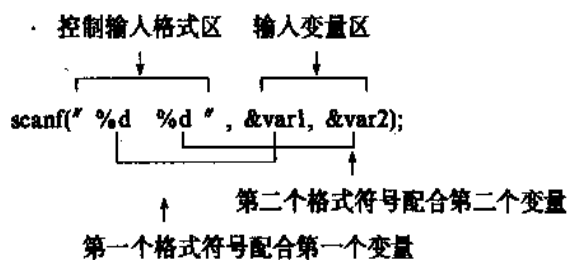 控制输入格式区 输入变量区
scanf(" %d %d ", &var1, &var2);
第二个格式符号配合第二个变量
第一个格式符号配合第一个变量